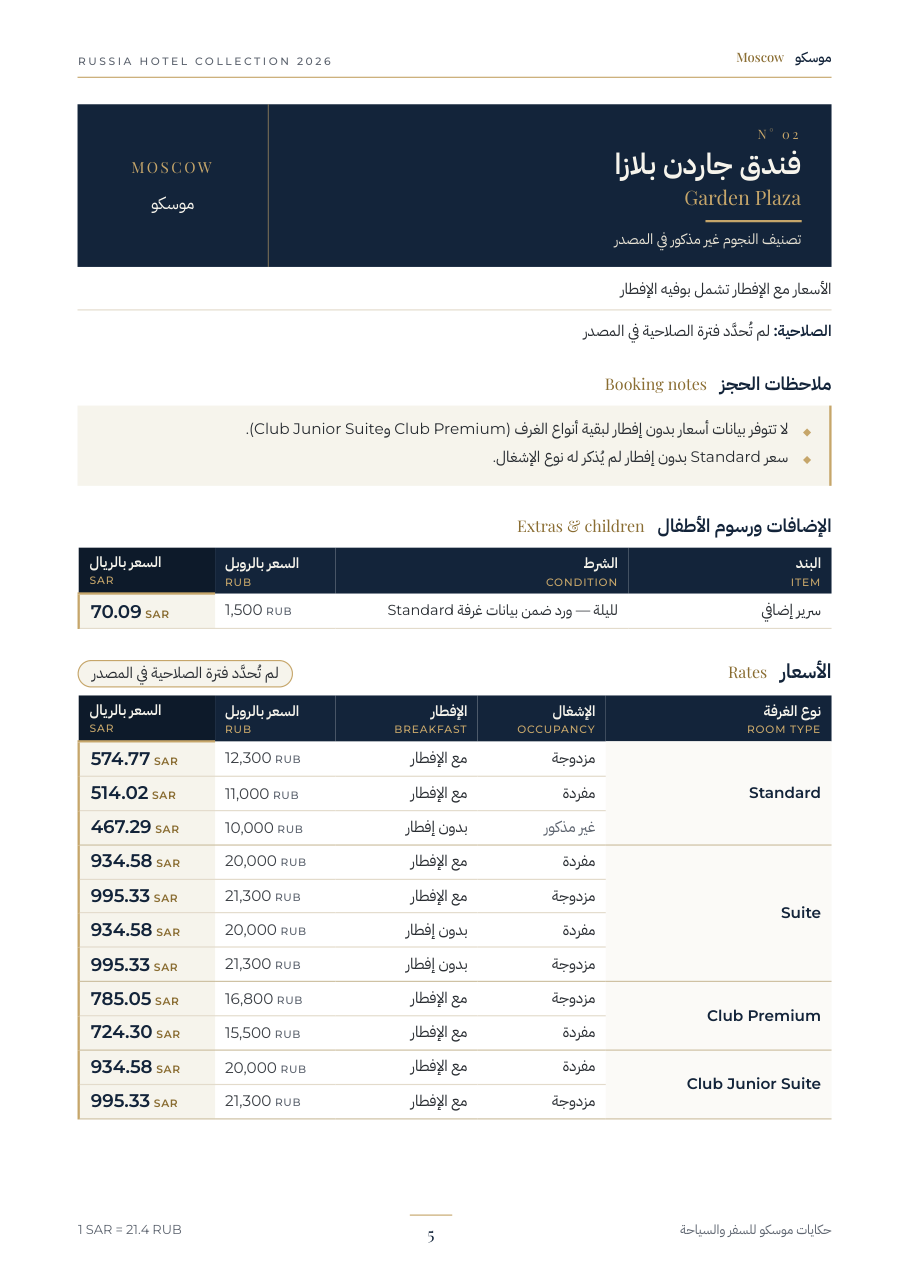 موسكو Moscow
RUSSIA HOTEL COLLECTION 2026
N° 02
فندق جاردن بلازا
Garden Plaza
تصنيف النجوم غير مذكور في المصدر
MOSCOW
موسكو
الأسعار مع الإفطار تشمل بوفيه الإفطار
الصلاحية: لم تُحدَّد فترة الصلاحية في المصدر
ملاحظات الحجز Booking notes
لا تتوفر بيانات أسعار بدون إفطار لبقية أنواع الغرف (Club Premium وClub Junior Suite).
سعر Standard بدون إفطار لم يُذكر له نوع الإشغال.
الإضافات ورسوم الأطفال Extras & children
البند الشرط السعر بالروبل السعر بالريال
ITEM CONDITION RUB SAR
سرير إضافي لليلة — ورد ضمن بيانات غرفة Standard 1,500 RUB 70.09 SAR
الأسعار Rates
لم تُحدَّد فترة الصلاحية في المصدر
نوع الغرفة الإشغال الإفطار السعر بالروبل السعر بالريال
ROOM TYPE OCCUPANCY BREAKFAST RUB SAR
Standard مزدوجة مع الإفطار 12,300 RUB 574.77 SAR
مفردة مع الإفطار 11,000 RUB 514.02 SAR
غير مذكور بدون إفطار 10,000 RUB 467.29 SAR
Suite مفردة مع الإفطار 20,000 RUB 934.58 SAR
مزدوجة مع الإفطار 21,300 RUB 995.33 SAR
مفردة بدون إفطار 20,000 RUB 934.58 SAR
مزدوجة بدون إفطار 21,300 RUB 995.33 SAR
Club Premium مزدوجة مع الإفطار 16,800 RUB 785.05 SAR
مفردة مع الإفطار 15,500 RUB 724.30 SAR
Club Junior Suite مفردة مع الإفطار 20,000 RUB 934.58 SAR
مزدوجة مع الإفطار 21,300 RUB 995.33 SAR
حكايات موسكو للسفر والسياحة
5
1 SAR = 21.4 RUB